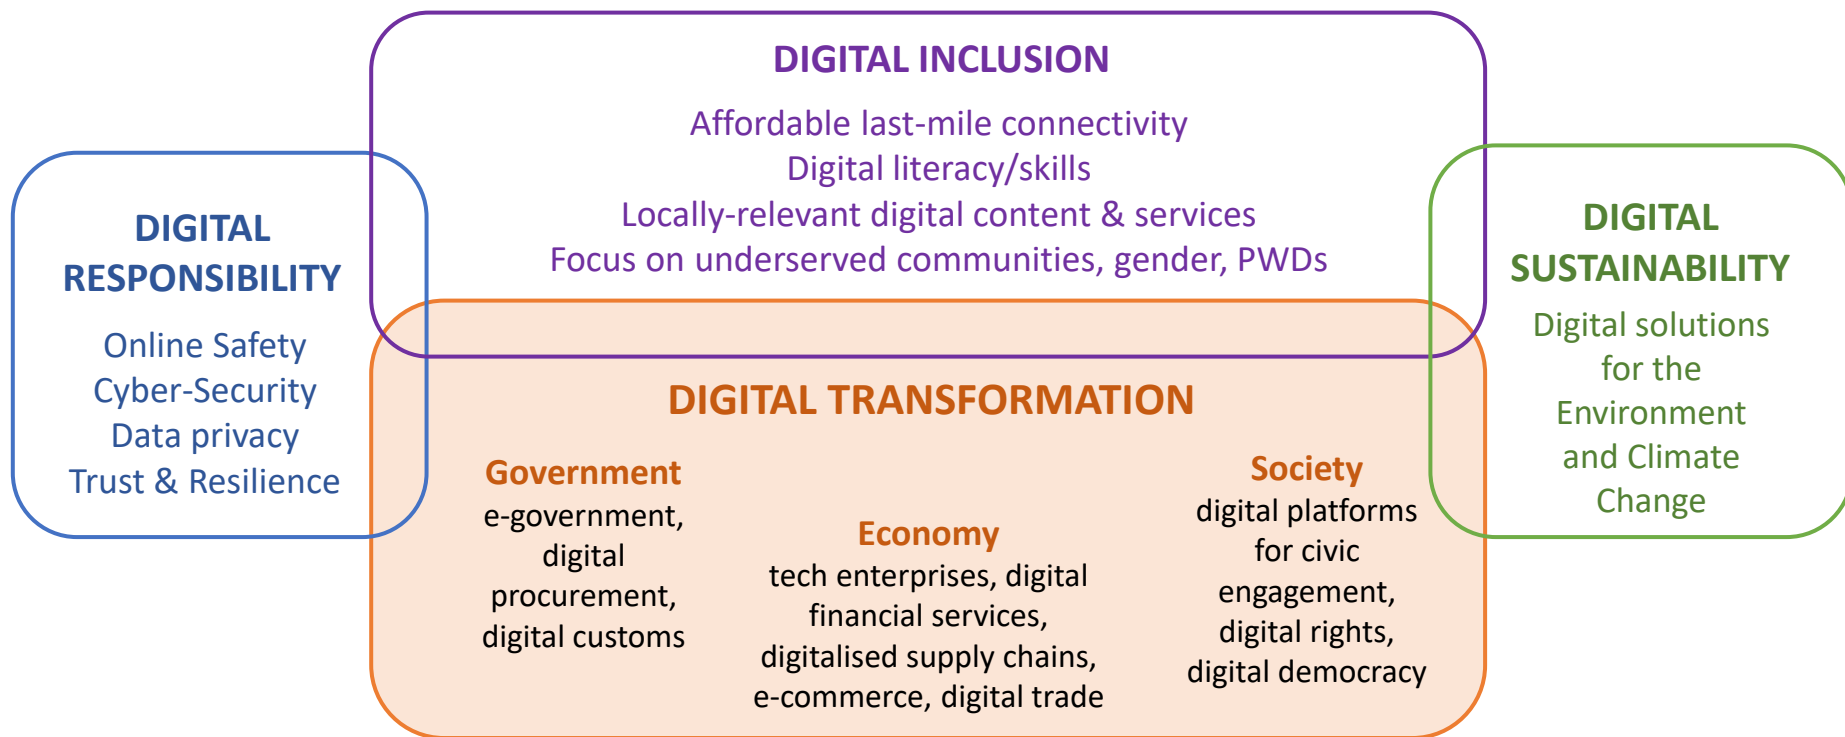 DIGITAL INCLUSION
Affordable last-mile connectivity
Digital literacy/skills
Locally-relevant digital content & services
Focus on underserved communities, gender, PWDs
DIGITAL
RESPONSIBILITY
Online Safety
Cyber-Security
Data privacy
Trust & Resilience
DIGITAL
SUSTAINABILITY
Digital solutions
for the
Environment
and Climate
Change
DIGITAL TRANSFORMATION
Government
e-government,
digital
procurement,
digital customs
Economy
tech enterprises, digital
financial services,
digitalised supply chains,
e-commerce, digital trade
Society
digital platforms
for civic
engagement,
digital rights,
digital democracy